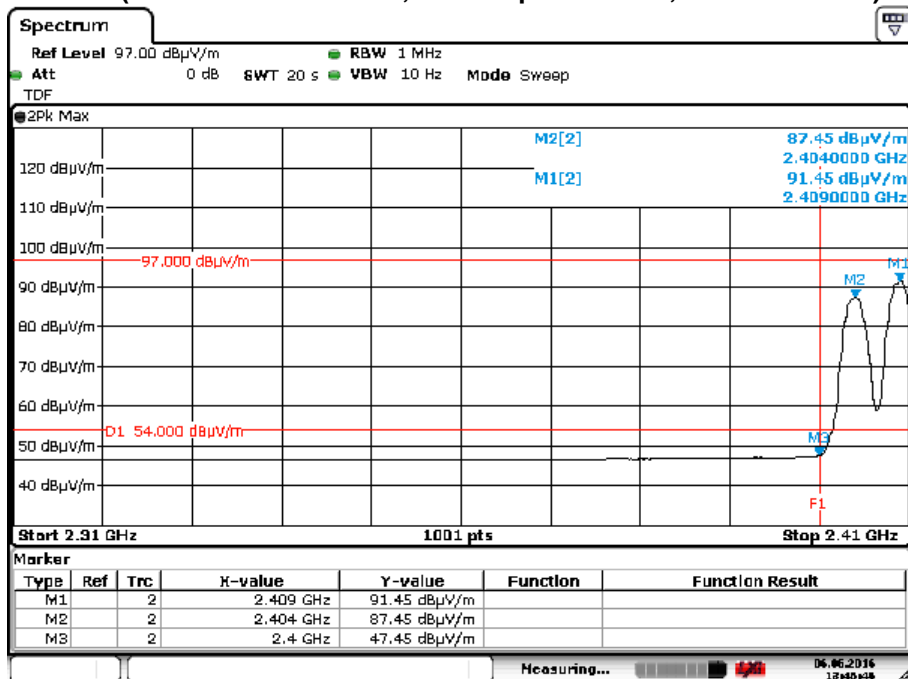 Spectrum
Ref Level 97.00 dBµV/m RBW 1 MHz
Att 0 dB SWT 20 s VBW 10 Hz Mode Sweep
TDF
2Pk Max
M2[2] 87.45 dBµV/m
2.4040000 GHz
M1[2] 91.45 dBµV/m
2.4090000 GHz
120 dBµV/m
110 dBµV/m
100 dBµV/m
97.000 dBµV/m
90 dBµV/m
M2
M1
80 dBµV/m
70 dBµV/m
60 dBµV/m
D1 54.000 dBµV/m
50 dBµV/m
M3
40 dBµV/m
F1
Start 2.31 GHz 1001 pts Stop 2.41 GHz
Marker
Type Ref Trc X-value Y-value Function Function Result
M1 2 2.409 GHz 91.45 dBµV/m
M2 2 2.404 GHz 87.45 dBµV/m
M3 2 2.4 GHz 47.45 dBµV/m
Measuring... 06.06.2016